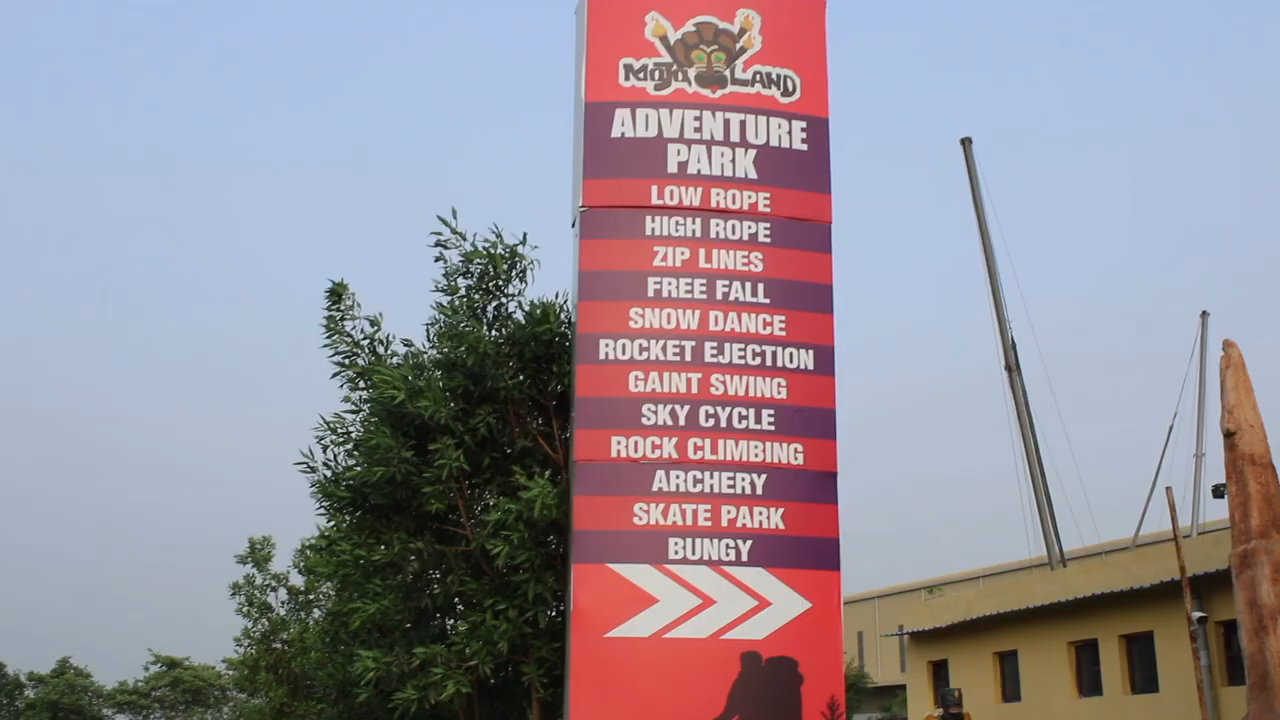 MOJO LAND
ADVENTURE
PARK
LOW ROPE
HIGH ROPE
ZIP LINES
FREE FALL
SNOW DANCE
ROCKET EJECTION
GAINT SWING
SKY CYCLE
ROCK CLIMBING
ARCHERY
SKATE PARK
BUNGY